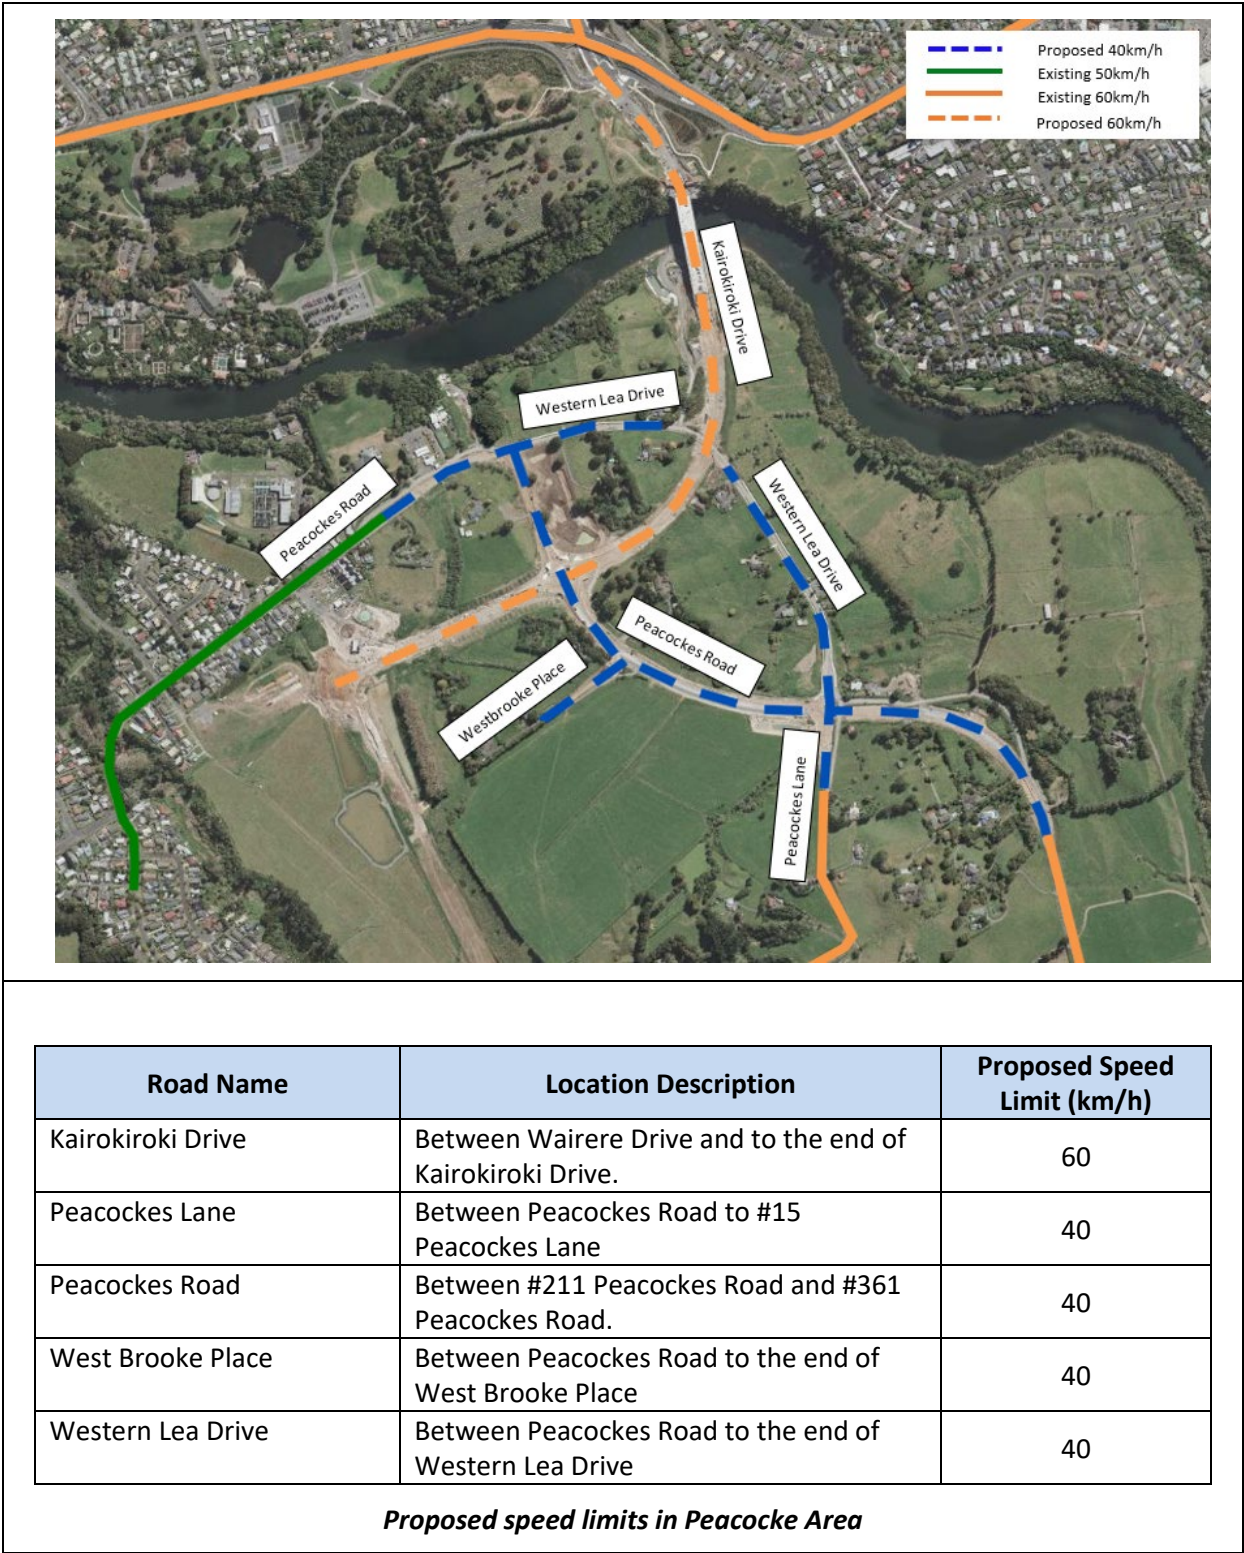 Proposed 40km/h
Existing 50km/h
Existing 60km/h
Proposed 60km/h
Kairokiroki Drive
Western Lea Drive
Peacockes Road
Western Lea Drive
Peacockes Road
Westbrooke Place
Peacockes Lane
Road Name
Location Description
Proposed Speed
Limit (km/h)
Kairokiroki Drive
Between Wairere Drive and to the end of
Kairokiroki Drive.
60
Peacockes Lane
Between Peacockes Road to #15
Peacockes Lane
40
Peacockes Road
Between #211 Peacockes Road and #361
Peacockes Road.
40
West Brooke Place
Between Peacockes Road to the end of
West Brooke Place
40
Western Lea Drive
Between Peacockes Road to the end of
Western Lea Drive
40
Proposed speed limits in Peacocke Area